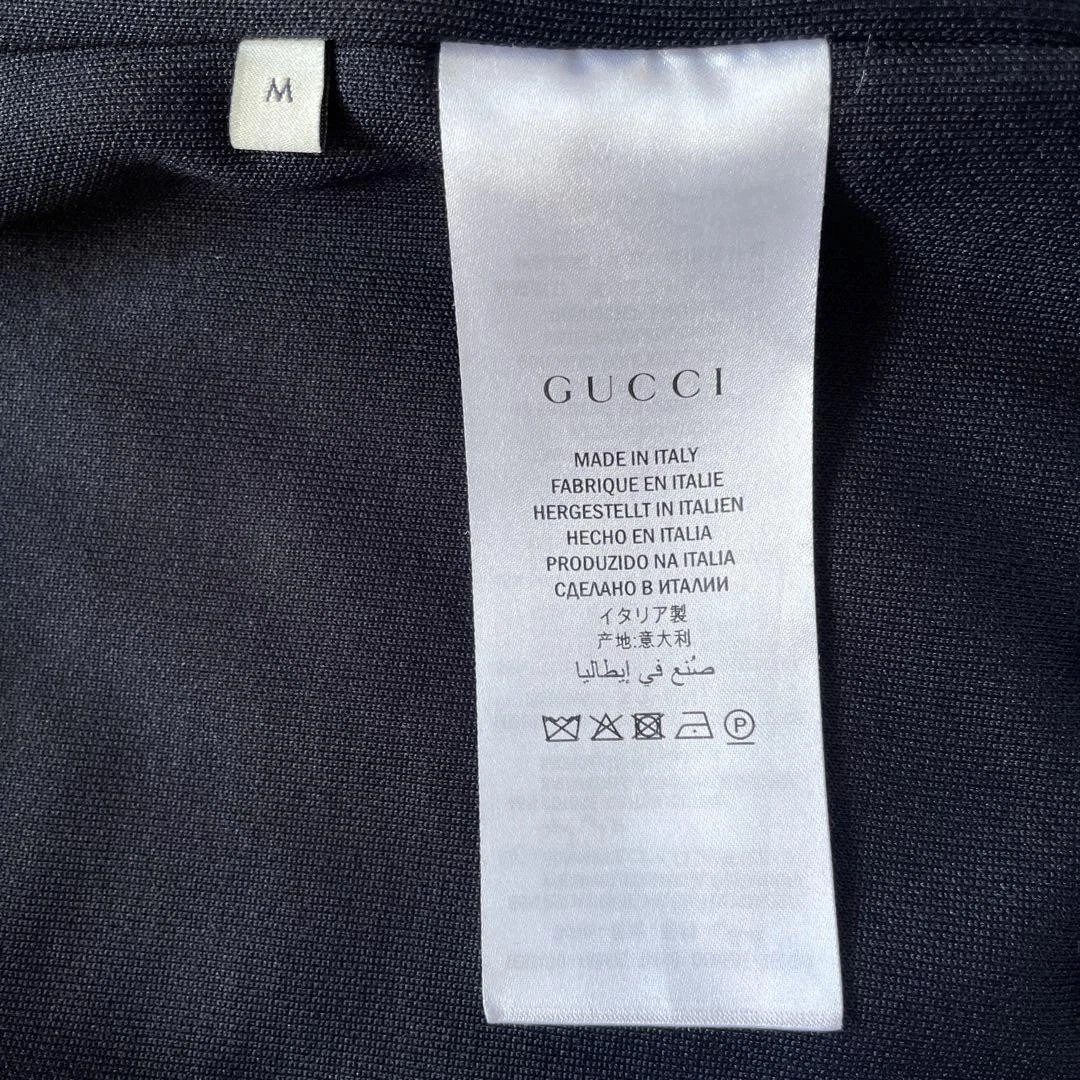 M
GUCCI
MADE IN ITALY
FABRIQUE EN ITALIE
HERGESTELLT IN ITALIEN
HECHO EN ITALIA
PRODUZIDO NA ITALIA
СДЕЛАНО В ИТАЛИИ
イタリア製
产地:意大利
صُنع في إيطاليا
P